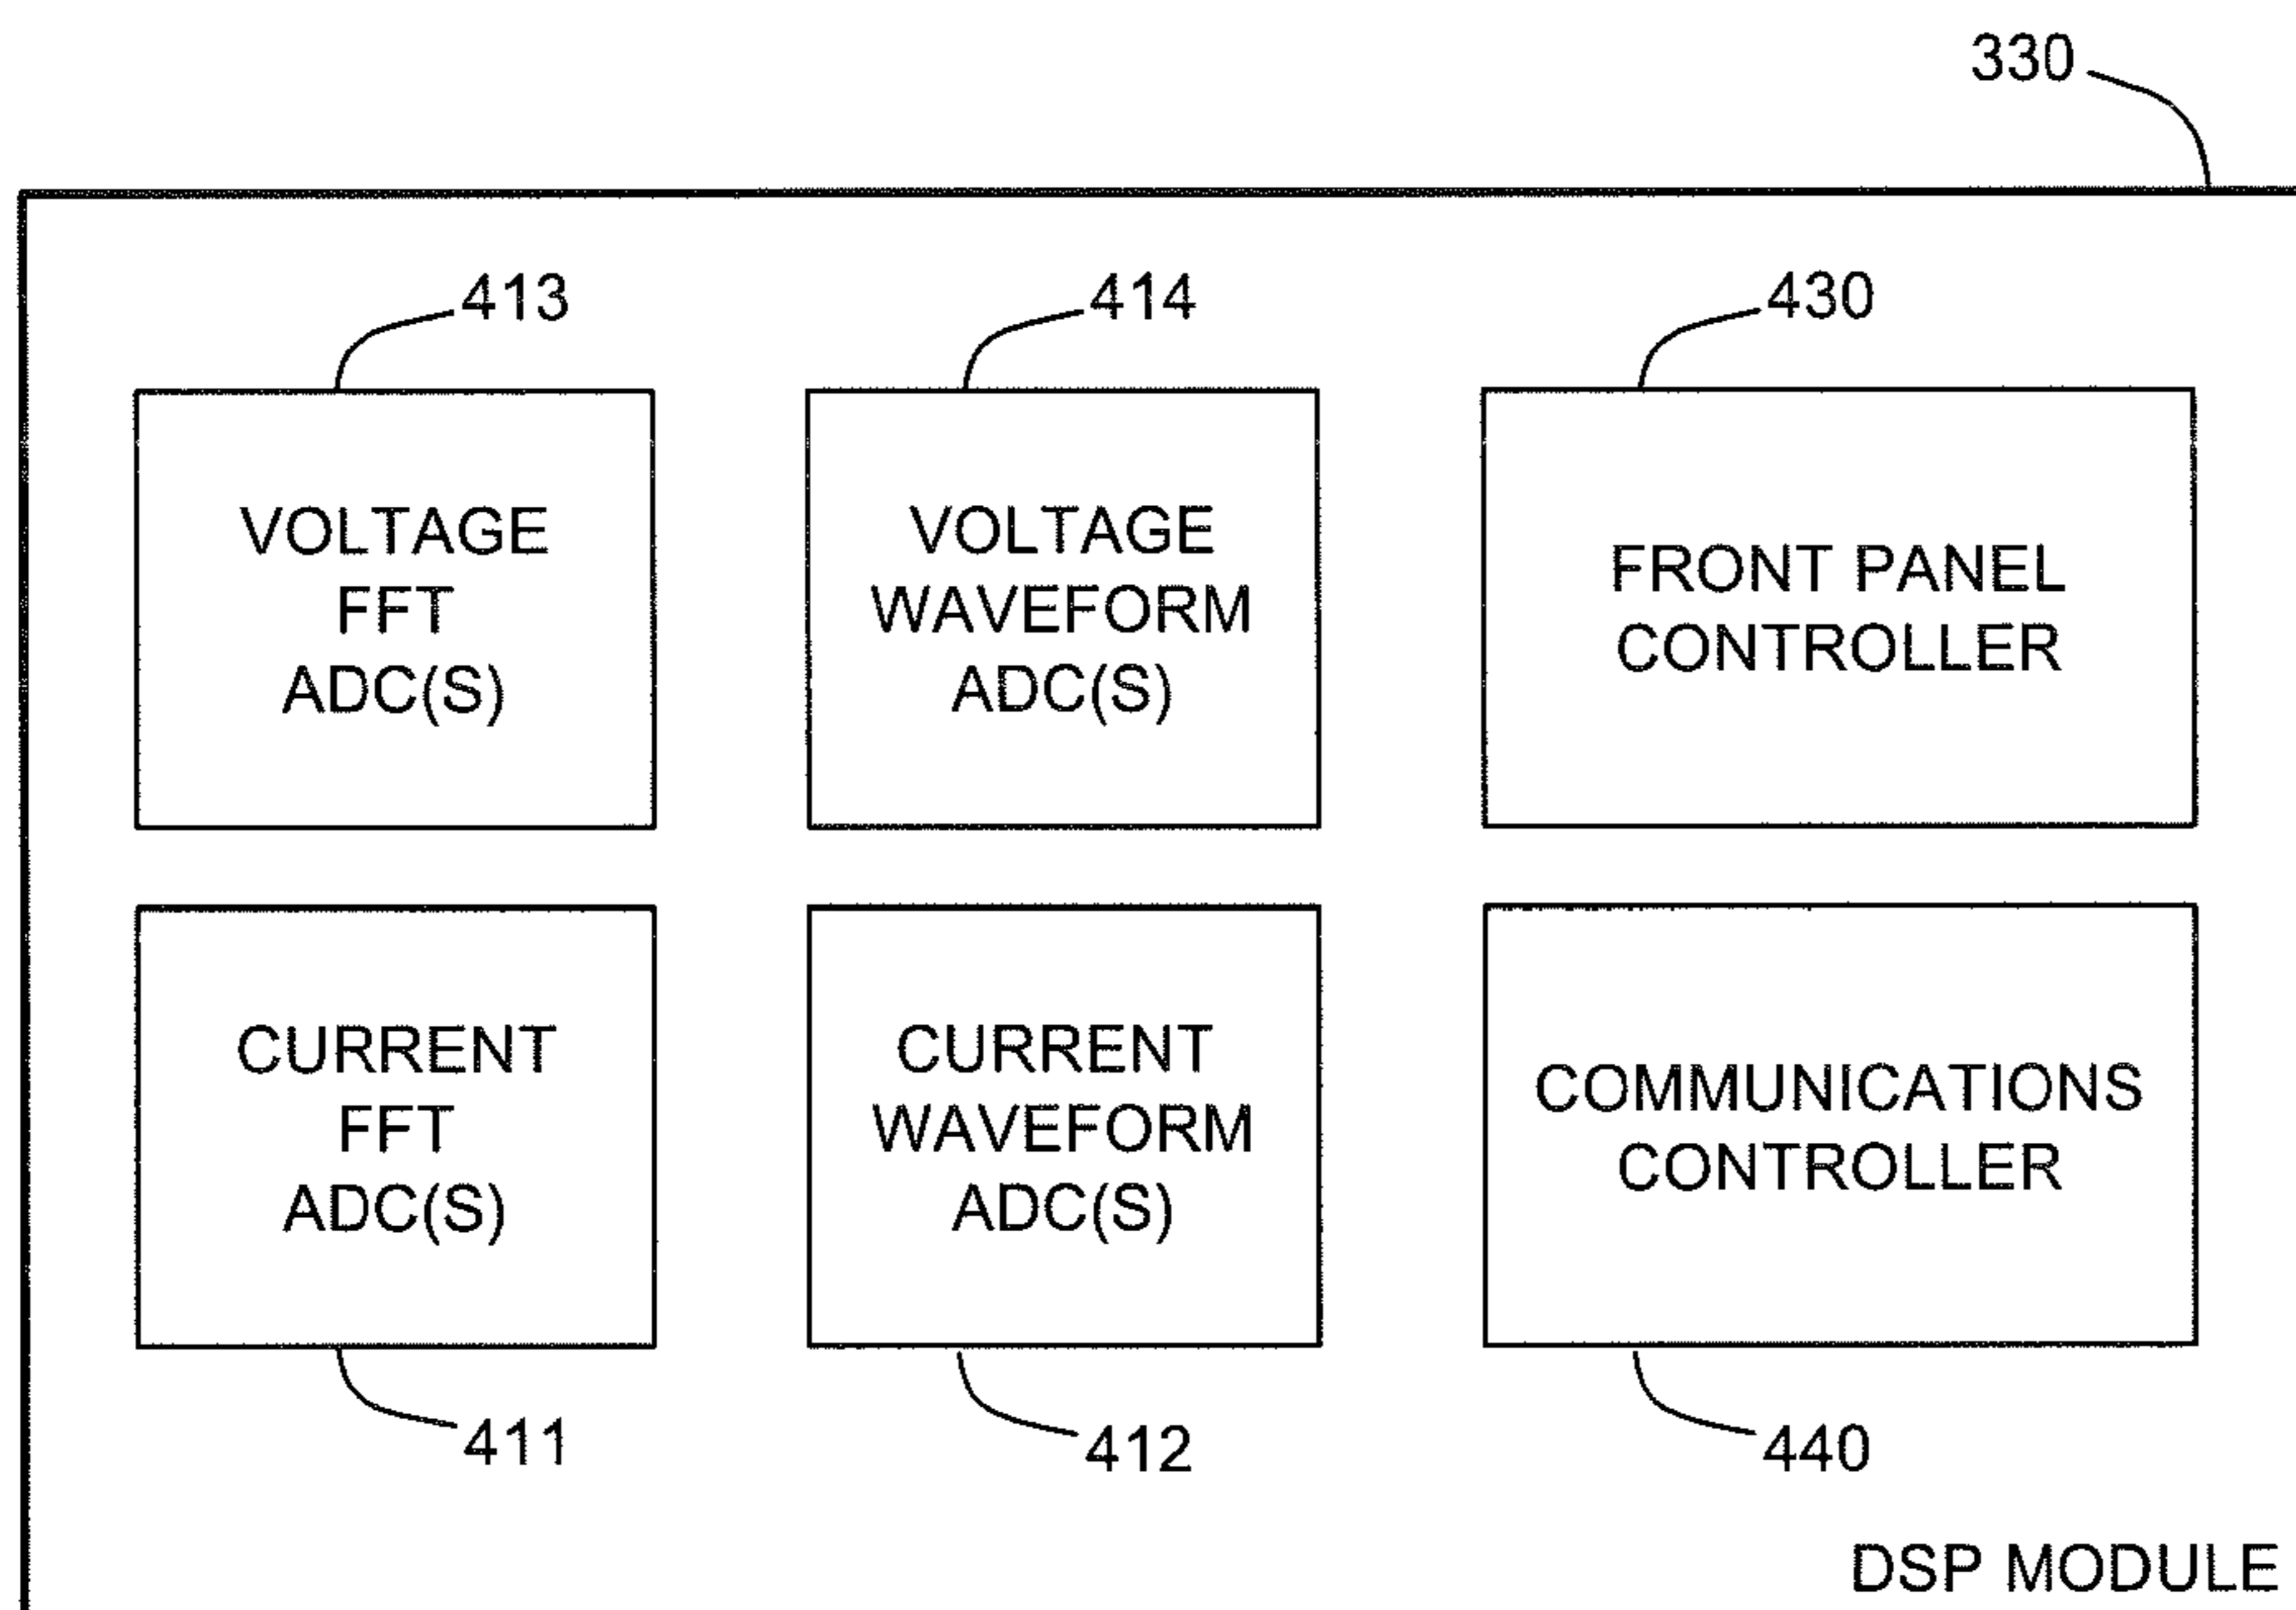 330
413
414
430
VOLTAGE
FFT
ADC(S)
VOLTAGE
WAVEFORM
ADC(S)
FRONT PANEL
CONTROLLER
CURRENT
FFT
ADC(S)
CURRENT
WAVEFORM
ADC(S)
COMMUNICATIONS
CONTROLLER
411
412
440
DSP MODULE